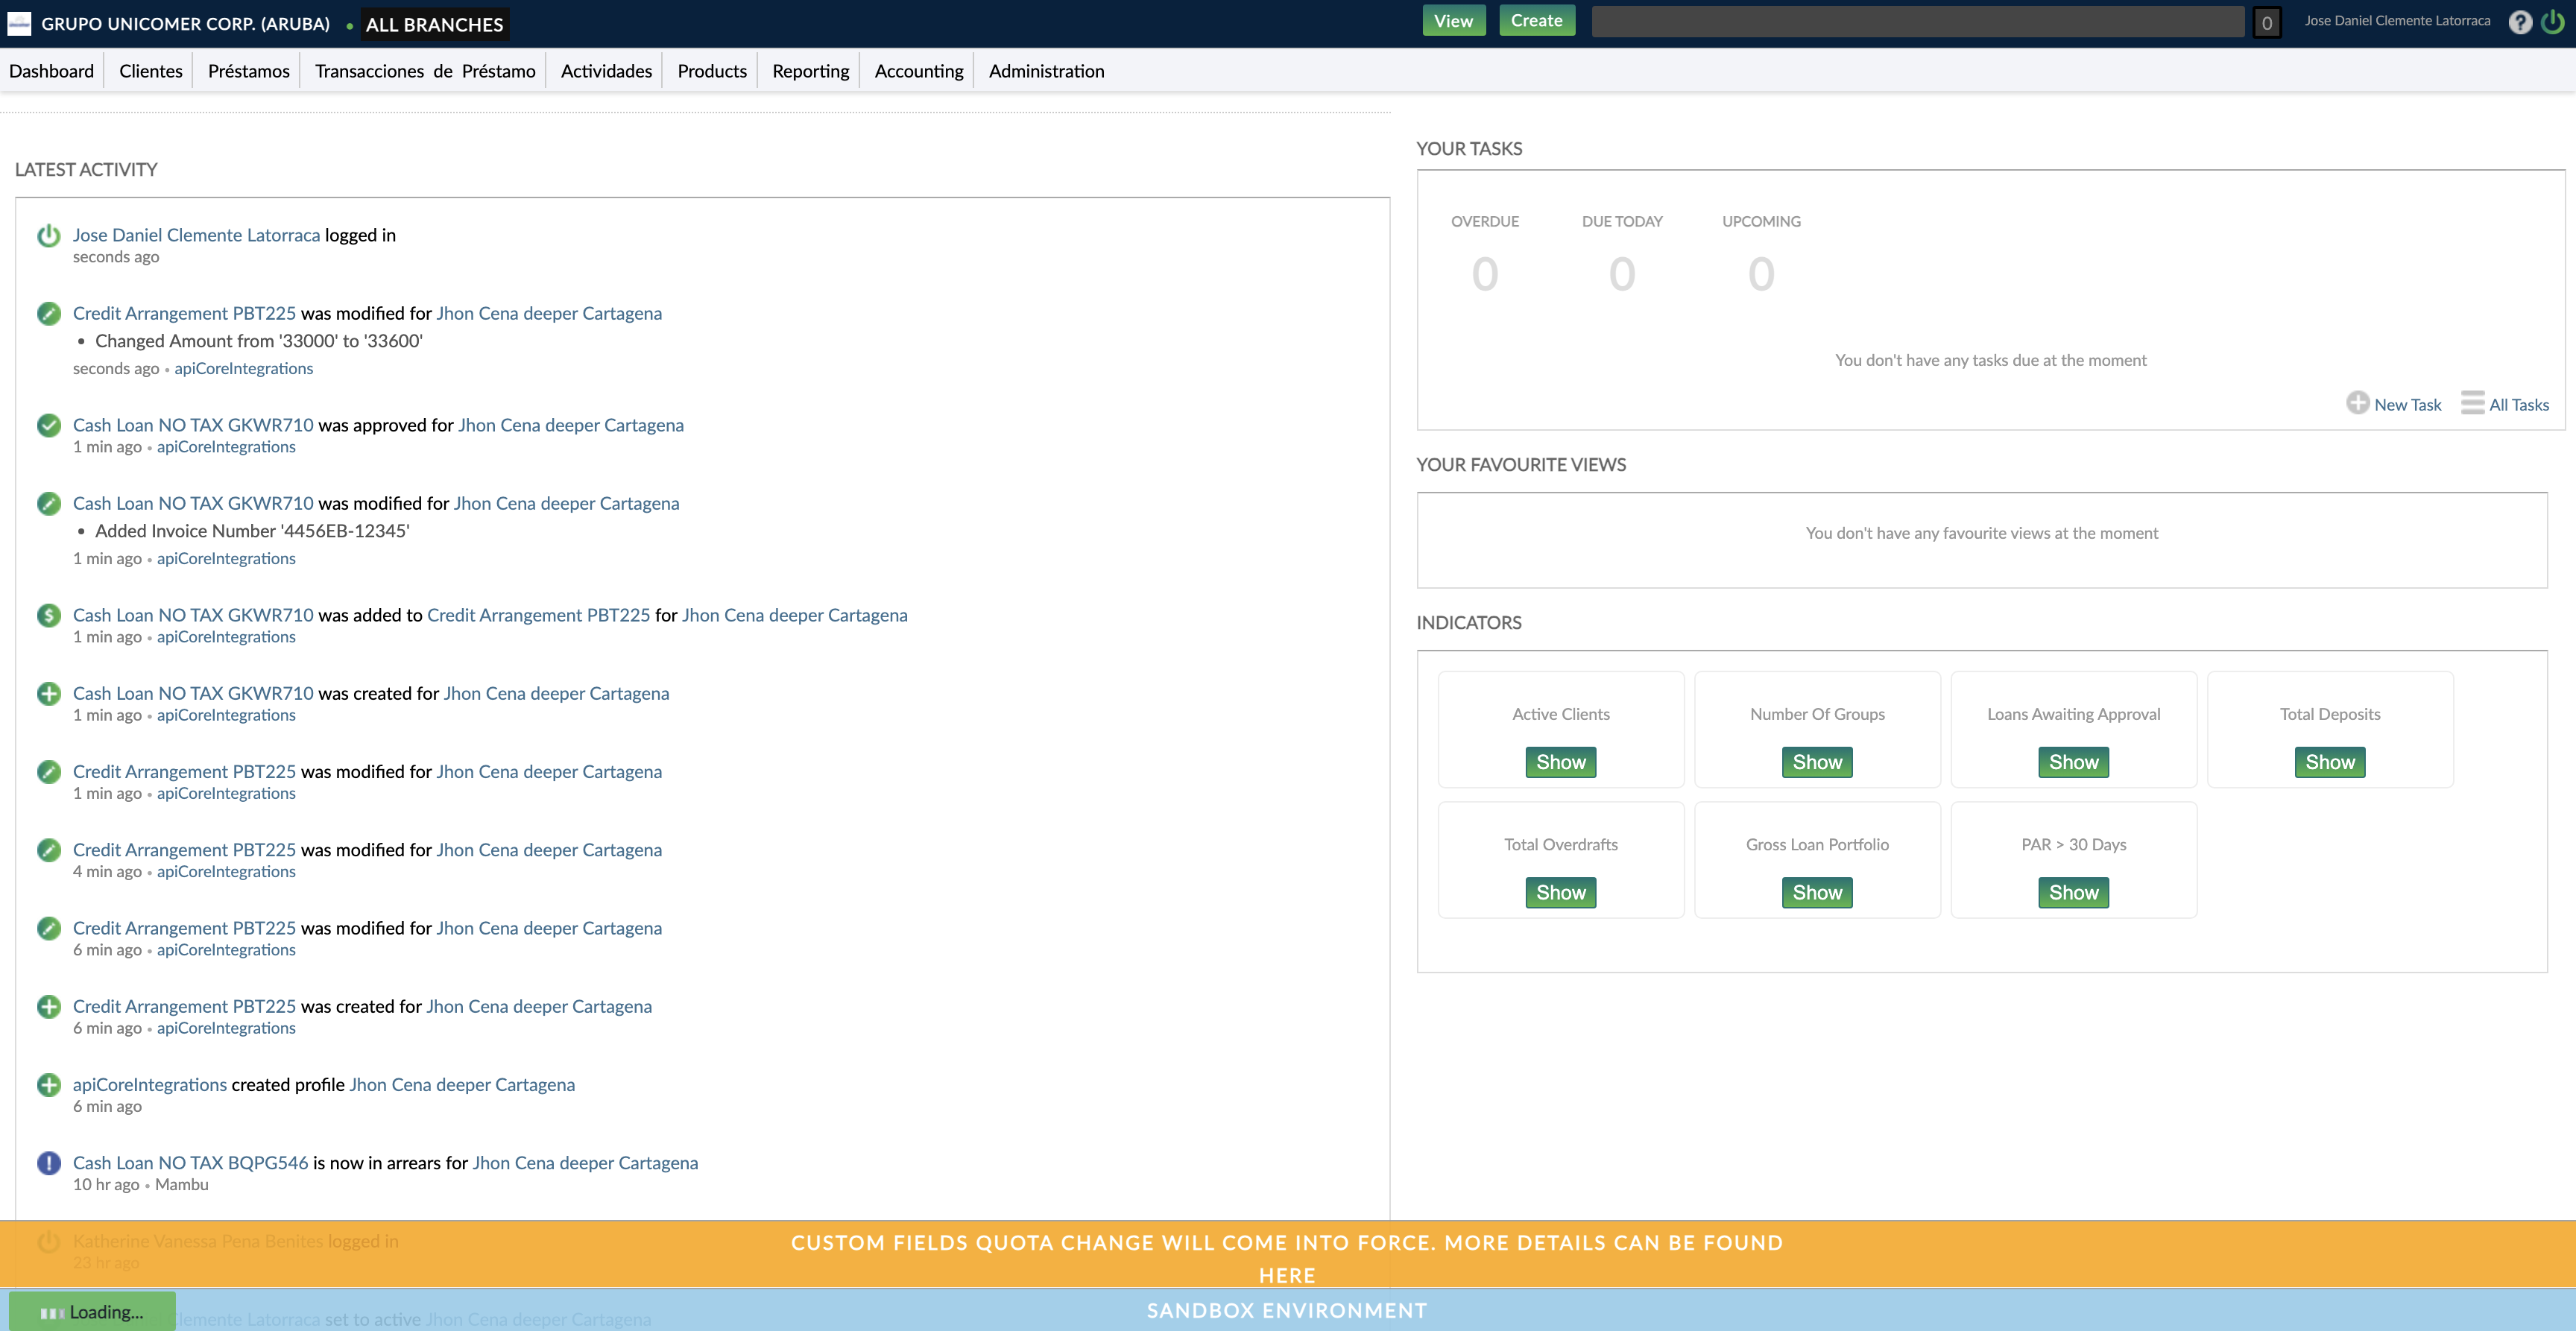 GRUPO UNICOMER CORP. (ARUBA) • ALL BRANCHES
View Create 0 Jose Daniel Clemente Latorraca ?
Dashboard Clientes Préstamos Transacciones de Préstamo Actividades Products Reporting Accounting Administration
LATEST ACTIVITY
Jose Daniel Clemente Latorraca logged in
seconds ago
Credit Arrangement PBT225 was modified for Jhon Cena deeper Cartagena
• Changed Amount from '33000' to '33600'
seconds ago • apiCoreIntegrations
Cash Loan NO TAX GKWR710 was approved for Jhon Cena deeper Cartagena
1 min ago • apiCoreIntegrations
Cash Loan NO TAX GKWR710 was modified for Jhon Cena deeper Cartagena
• Added Invoice Number '4456EB-12345'
1 min ago • apiCoreIntegrations
Cash Loan NO TAX GKWR710 was added to Credit Arrangement PBT225 for Jhon Cena deeper Cartagena
1 min ago • apiCoreIntegrations
Cash Loan NO TAX GKWR710 was created for Jhon Cena deeper Cartagena
1 min ago • apiCoreIntegrations
Credit Arrangement PBT225 was modified for Jhon Cena deeper Cartagena
1 min ago • apiCoreIntegrations
Credit Arrangement PBT225 was modified for Jhon Cena deeper Cartagena
4 min ago • apiCoreIntegrations
Credit Arrangement PBT225 was modified for Jhon Cena deeper Cartagena
6 min ago • apiCoreIntegrations
Credit Arrangement PBT225 was created for Jhon Cena deeper Cartagena
6 min ago • apiCoreIntegrations
apiCoreIntegrations created profile Jhon Cena deeper Cartagena
6 min ago
Cash Loan NO TAX BQPG546 is now in arrears for Jhon Cena deeper Cartagena
10 hr ago • Mambu
Katherine Vanessa Pena Benites logged in
23 hr ago
Clemente Latorraca set to active Jhon Cena deeper Cartagena
YOUR TASKS
OVERDUE DUE TODAY UPCOMING
0 0 0
You don't have any tasks due at the moment
New Task All Tasks
YOUR FAVOURITE VIEWS
You don't have any favourite views at the moment
INDICATORS
Active Clients Number Of Groups Loans Awaiting Approval Total Deposits
Show Show Show Show
Total Overdrafts Gross Loan Portfolio PAR > 30 Days
Show Show Show
CUSTOM FIELDS QUOTA CHANGE WILL COME INTO FORCE. MORE DETAILS CAN BE FOUND
HERE
Loading...
SANDBOX ENVIRONMENT